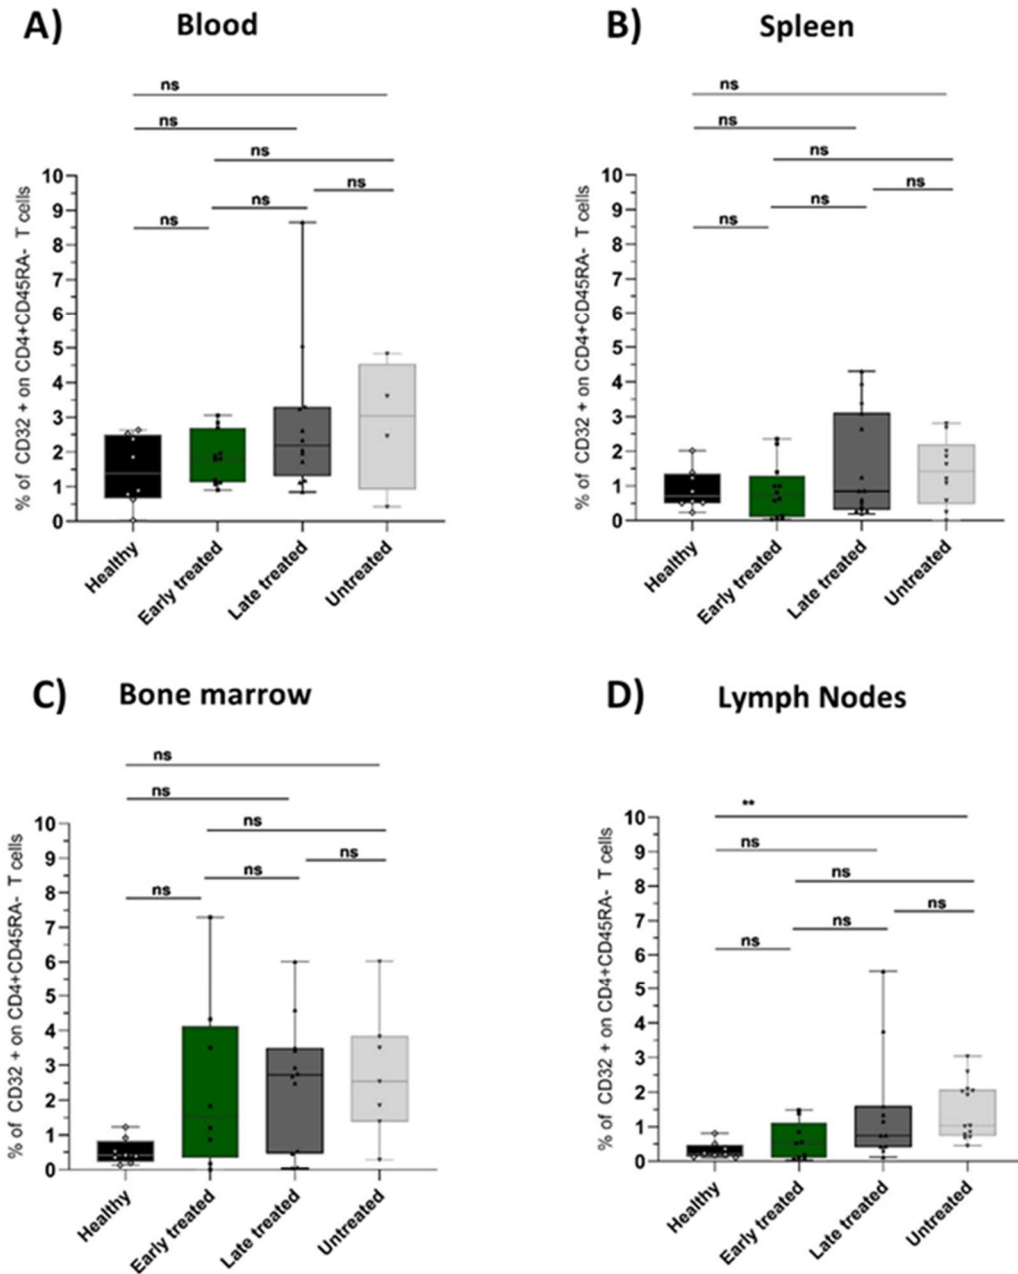 A) Blood
ns
ns
ns
ns
ns
ns
% of CD32 + on CD4+CD45RA- T cells
10
9
8
7
6
5
4
3
2
1
0
Healthy
Early treated
Late treated
Untreated
B) Spleen
ns
ns
ns
ns
ns
ns
% of CD32 + on CD4+CD45RA- T cells
10
9
8
7
6
5
4
3
2
1
0
Healthy
Early treated
Late treated
Untreated
C) Bone marrow
ns
ns
ns
ns
ns
ns
% of CD32 + on CD4+CD45RA- T cells
10
9
8
7
6
5
4
3
2
1
0
Healthy
Early treated
Late treated
Untreated
D) Lymph Nodes
**
ns
ns
ns
ns
ns
% of CD32 + on CD4+CD45RA- T cells
10
9
8
7
6
5
4
3
2
1
0
Healthy
Early treated
Late treated
Untreated